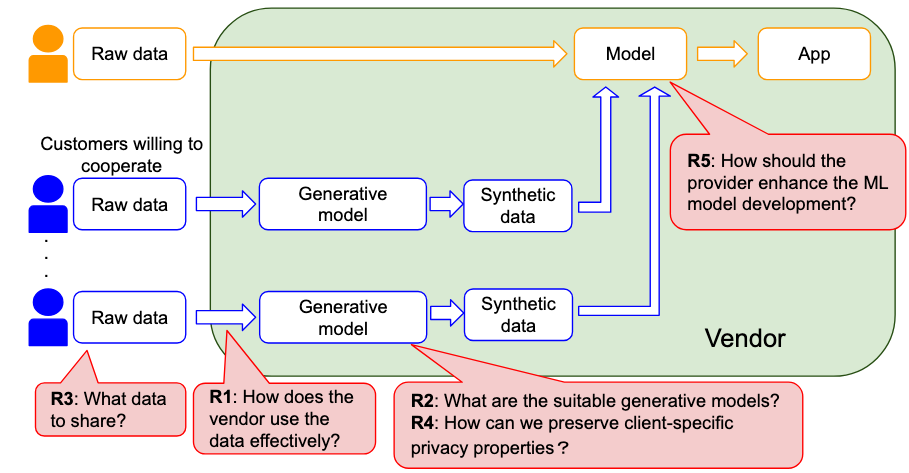 Raw data
Model
App
Customers willing to
cooperate
Raw data
Generative
model
Synthetic
data
R5: How should the
provider enhance the ML
model development?
.
.
.
Raw data
Generative
model
Synthetic
data
Vendor
R3: What data
to share?
R1: How does the
vendor use the
data effectively?
R2: What are the suitable generative models?
R4: How can we preserve client-specific
privacy properties？